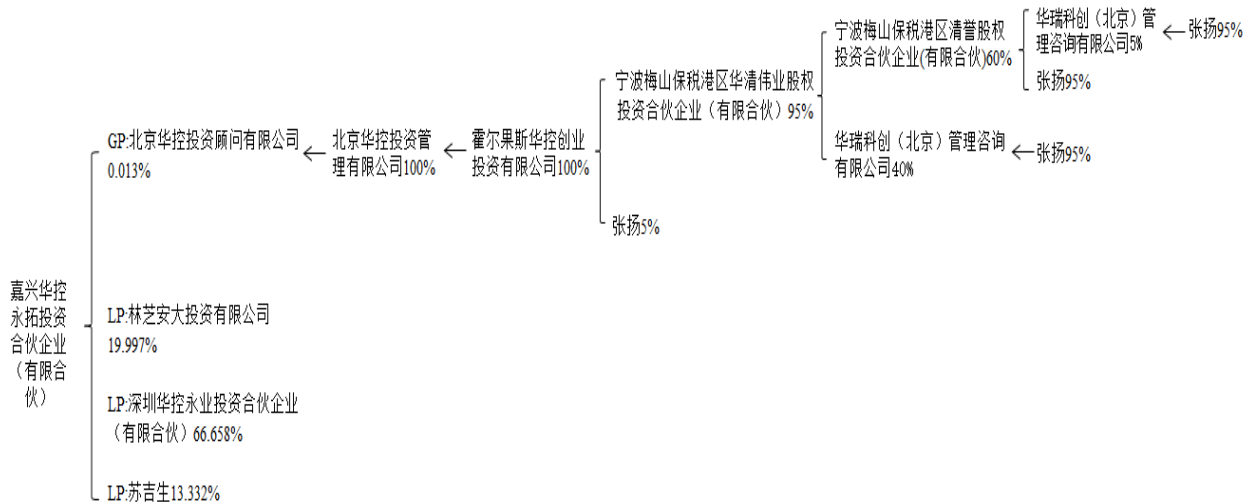 嘉兴华控
永拓投资
合伙企业
（有限合
伙）
GP:北京华控投资顾问有限公司
0.013%
北京华控投资管
理有限公司100%
霍尔果斯华控创业
投资有限公司100%
宁波梅山保税港区华清伟业股权
投资合伙企业（有限合伙）95%
宁波梅山保税港区清誉股权
投资合伙企业(有限合伙)60%
华瑞科创（北京）管
理咨询有限公司5%
张扬95%
张扬95%
华瑞科创（北京）管理咨询
有限公司40%
张扬95%
张扬5%
LP:林芝安大投资有限公司
19.997%
LP:深圳华控永业投资合伙企业
（有限合伙）66.658%
LP:苏吉生13.332%